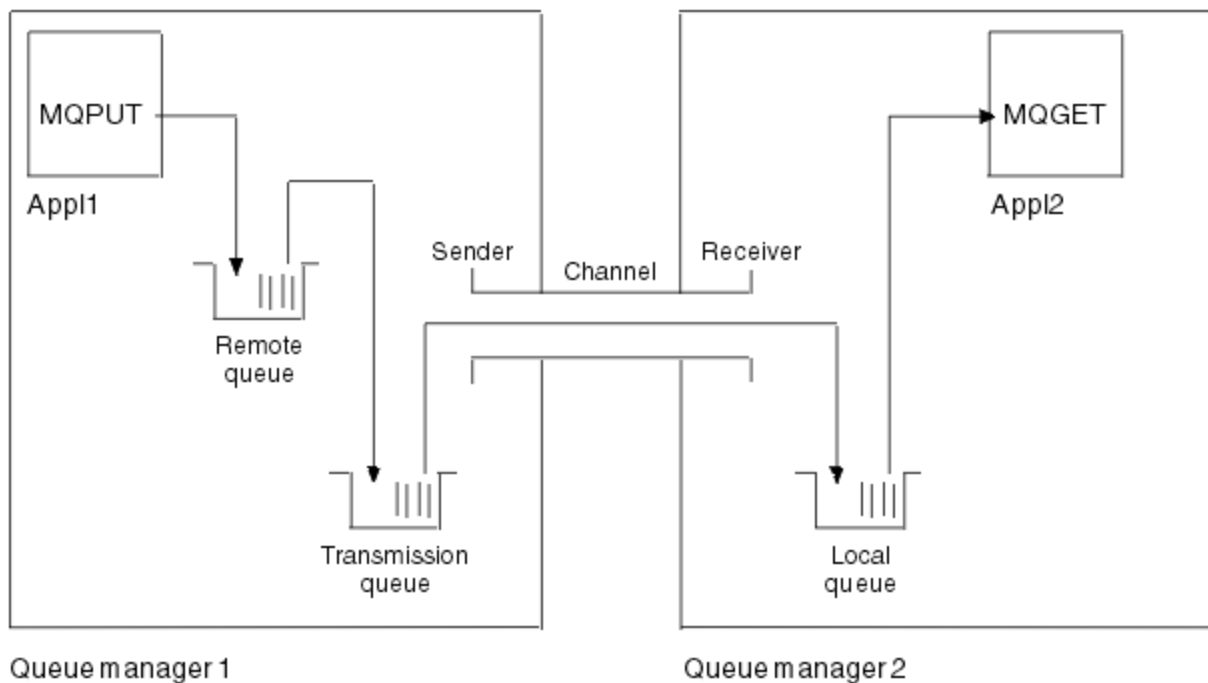 MQPUT
Appl1
MQGET
Appl2
Sender
Channel
Receiver
Remote
queue
Transmission
queue
Local
queue
Queue manager 1
Queue manager 2